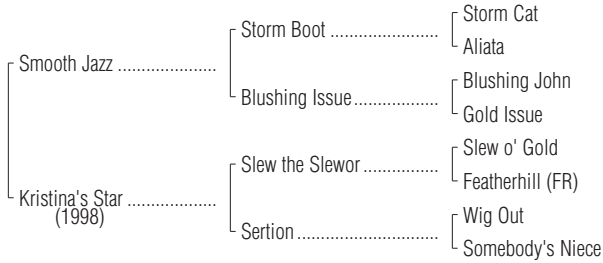 Storm Cat
Storm Boot ....................
Aliata
Smooth Jazz ..................
Blushing John
Blushing Issue................
Gold Issue
Slew o' Gold
Slew the Slewor ..............
Featherhill (FR)
Kristina's Star ................
(1998)
Wig Out
Sertion..........................
Somebody's Niece